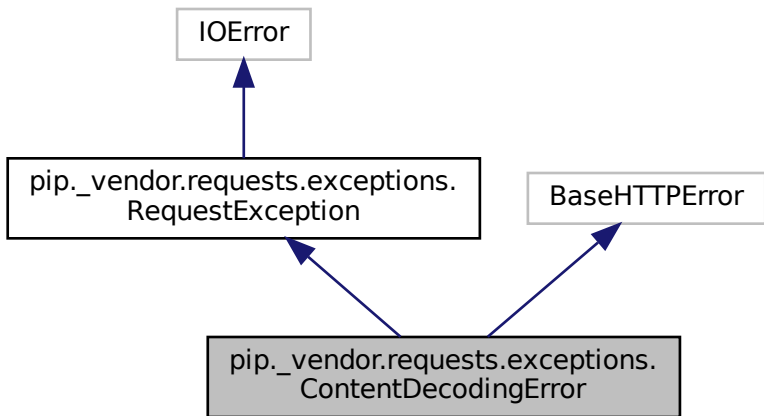 IOError
pip._vendor.requests.exceptions.
RequestException
BaseHTTPError
pip._vendor.requests.exceptions.
ContentDecodingError